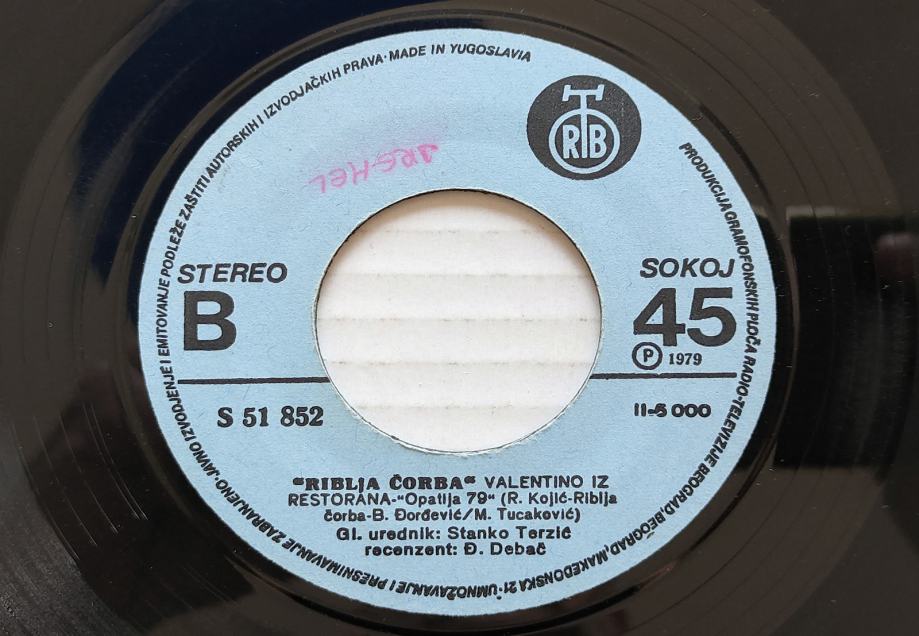 PRODUKCIJA GRAMOFONSKIH PLOČA RADIO-TELEVIZIJE BEOGRAD, BEOGRAD, MAKEDONSKA 21 · UMNOŽAVANJE I PRESNIMAVANJE ZABRANJENO · JAVNO IZVODJENJE I EMITOVANJE PODLEŽE ZAŠTITI AUTORSKIH I IZVODJAČKIH PRAVA · MADE IN YUGOSLAVIA
RTB
STEREO
B
SOKOJ
45
P 1979
S 51 852
II-5 000
“RIBLJA ČORBA“ VALENTINO IZ
RESTORANA-“Opatija 79“ (R. Kojić-Riblja
čorba-B. Đorđević/M. Tucaković)
Gl. urednik: Stanko Terzić
recenzent: Đ. Debač